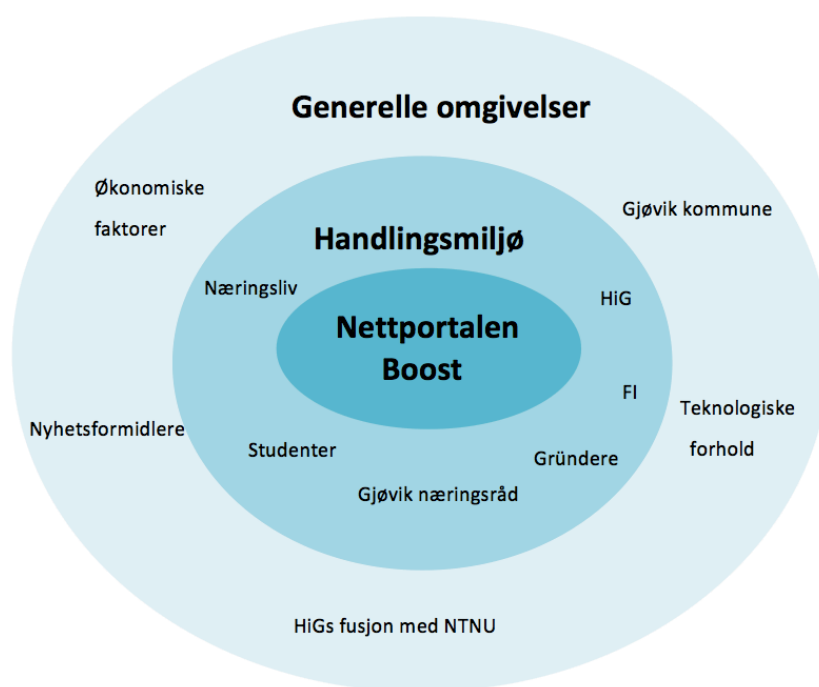 Generelle omgivelser
Økonomiske
faktorer
Gjøvik kommune
Handlingsmiljø
Næringsliv
HiG
Nettportalen
Boost
FI
Teknologiske
forhold
Nyhetsformidlere
Studenter
Gründere
Gjøvik næringsråd
HiGs fusjon med NTNU